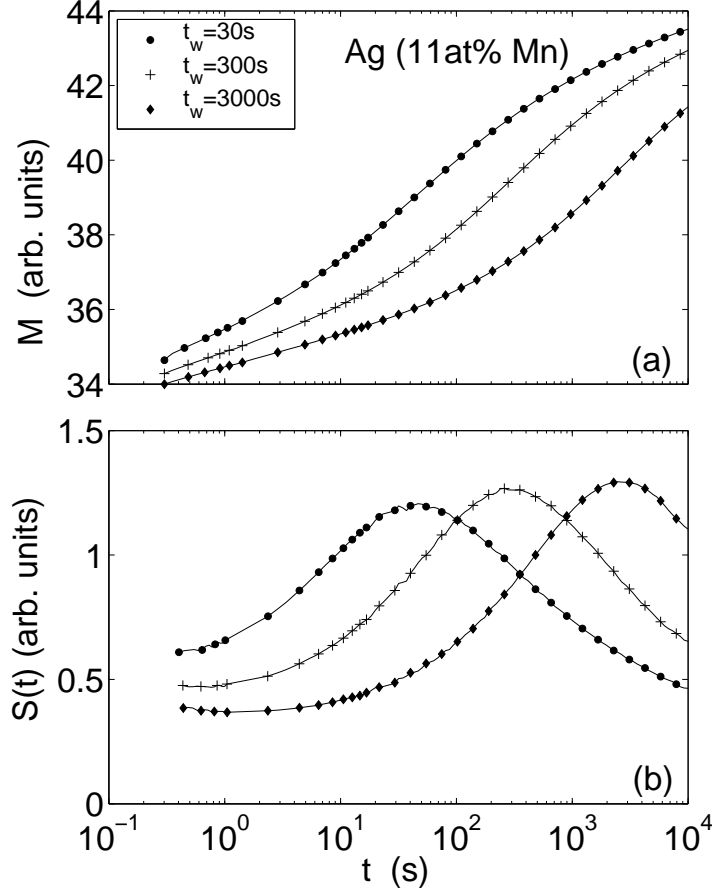 44
42
40
38
36
34
M (arb. units)
t_w=30s
t_w=300s
t_w=3000s
Ag (11at% Mn)
(a)
1.5
1
0.5
0
S(t) (arb. units)
(b)
10^−1 10^0 10^1 10^2 10^3 10^4
t (s)